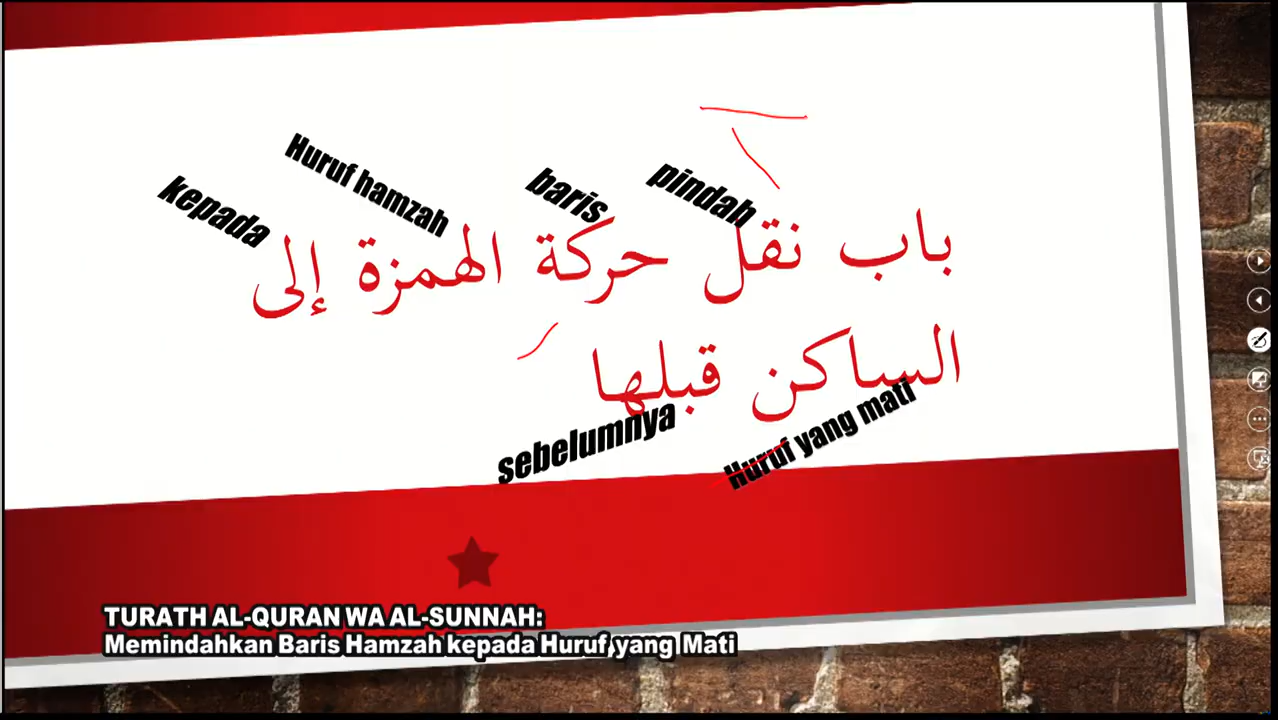 kepada Huruf hamzah baris pindah
باب نقل حركة الهمزة إلى
الساكن قبلها
sebelumnya Huruf yang mati
TURATH AL-QURAN WA AL-SUNNAH:
Memindahkan Baris Hamzah kepada Huruf yang Mati